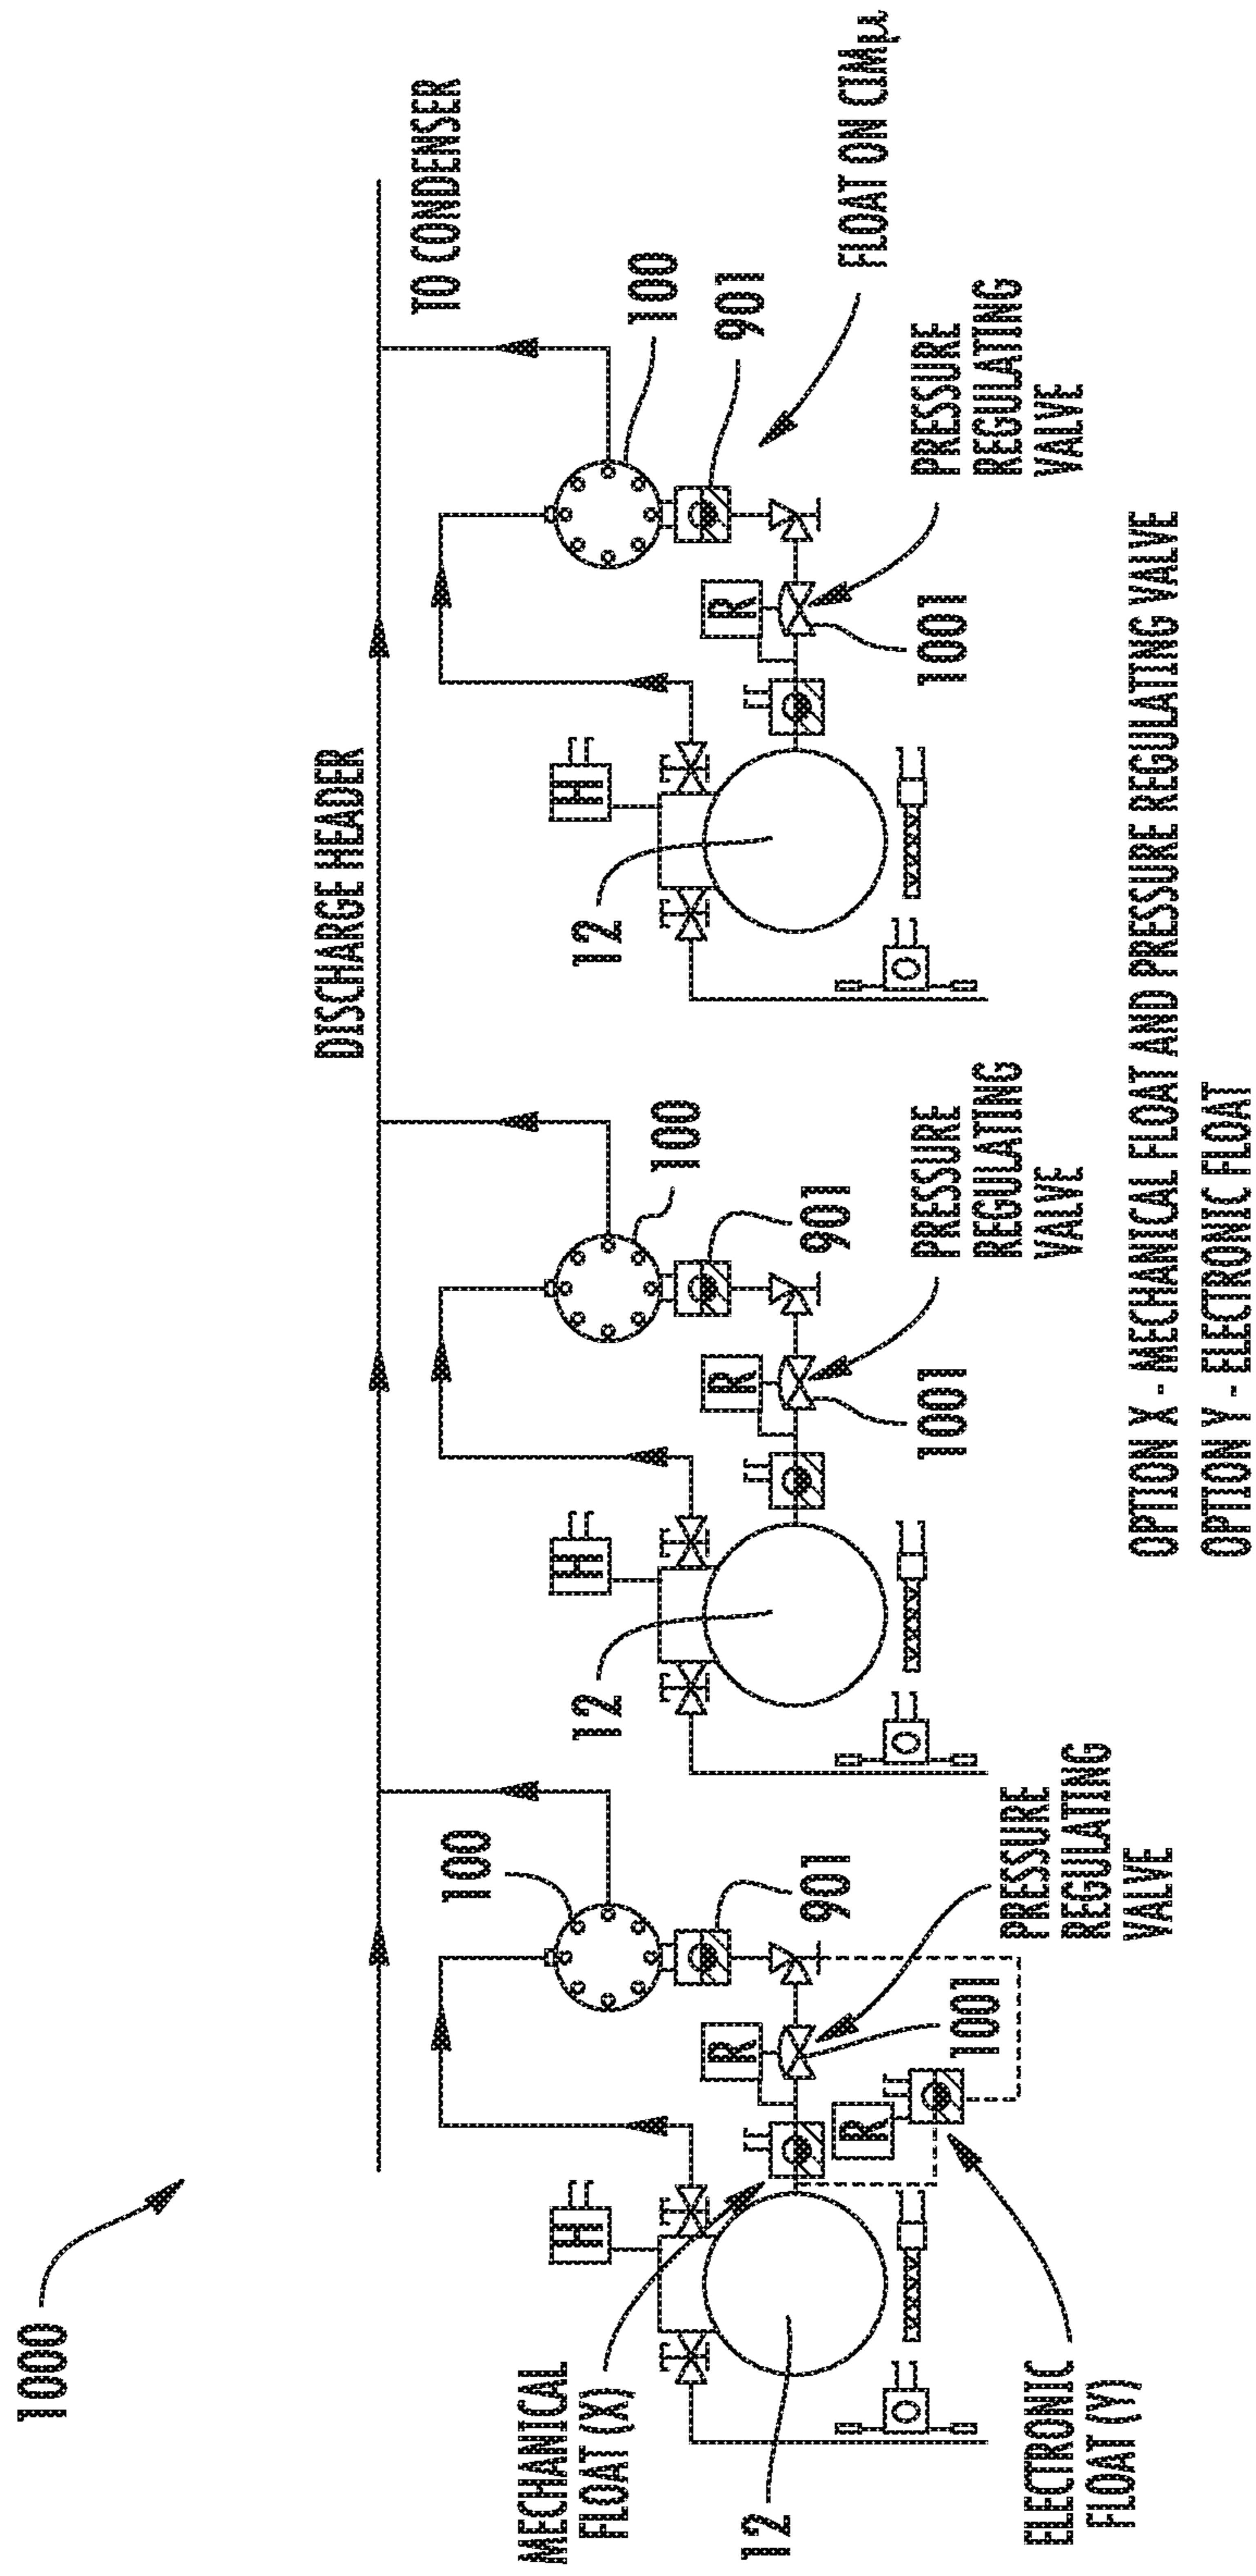 1000
DISCHARGE HEADER
TO CONDENSER
100
100
100
901
901
901
FLOAT ON CIMµ
H
H
H
R
R
R
R
MECHANICAL
FLOAT (X)
12
12
12
1001
1001
1001
PRESSURE
REGULATING
VALVE
PRESSURE
REGULATING
VALVE
PRESSURE
REGULATING
VALVE
O
O
O
ELECTRONIC
FLOAT (Y)
OPTION X - MECHANICAL FLOAT AND PRESSURE REGULATING VALVE
OPTION Y - ELECTRONIC FLOAT